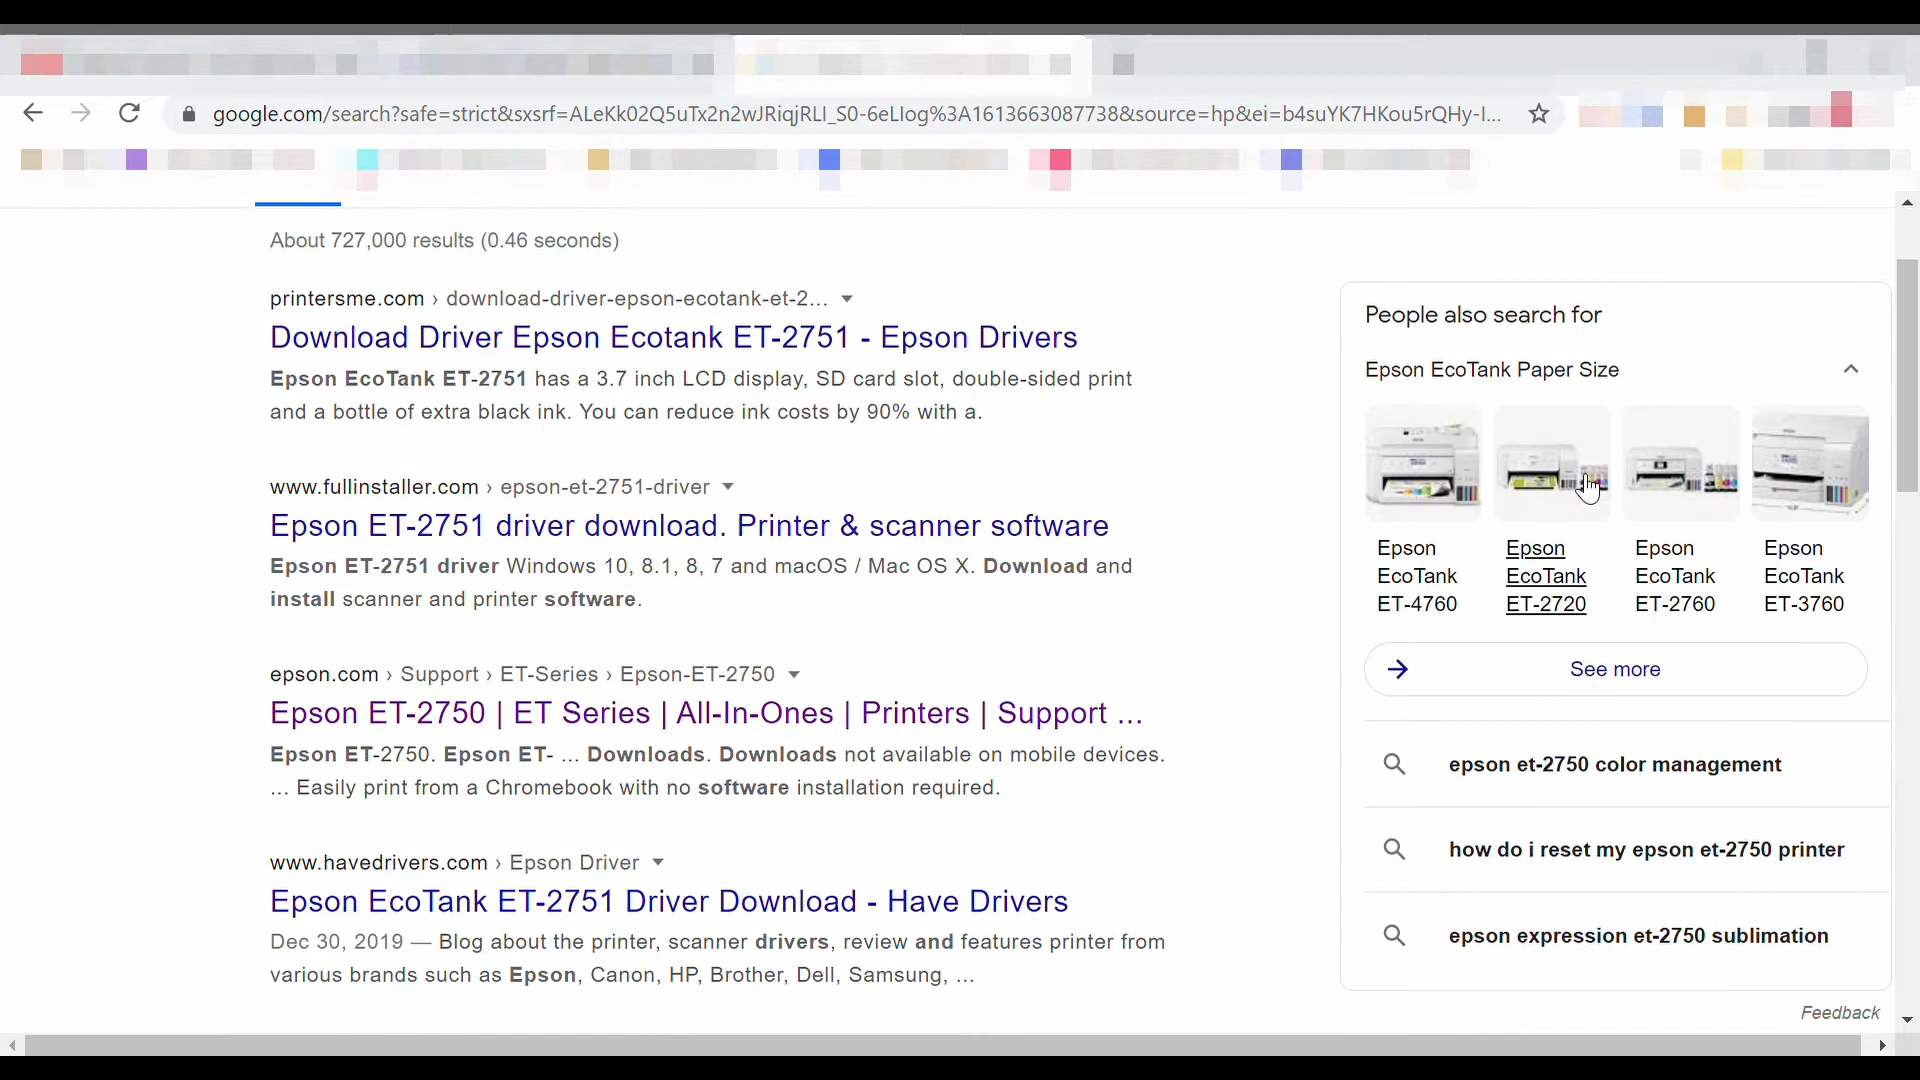 google.com/search?safe=strict&sxsrf=ALeKk02Q5uTx2n2wJRiqjRLI_S0-6eLIog%3A1613663087738&source=hp&ei=b4suYK7HKou5rQHy-I...
About 727,000 results (0.46 seconds)
printersme.com › download-driver-epson-ecotank-et-2...
Download Driver Epson Ecotank ET-2751 - Epson Drivers
Epson EcoTank ET-2751 has a 3.7 inch LCD display, SD card slot, double-sided print
and a bottle of extra black ink. You can reduce ink costs by 90% with a.
www.fullinstaller.com › epson-et-2751-driver
Epson ET-2751 driver download. Printer & scanner software
Epson ET-2751 driver Windows 10, 8.1, 8, 7 and macOS / Mac OS X. Download and
install scanner and printer software.
epson.com › Support › ET-Series › Epson-ET-2750
Epson ET-2750 | ET Series | All-In-Ones | Printers | Support ...
Epson ET-2750. Epson ET- ... Downloads. Downloads not available on mobile devices.
... Easily print from a Chromebook with no software installation required.
www.havedrivers.com › Epson Driver
Epson EcoTank ET-2751 Driver Download - Have Drivers
Dec 30, 2019 — Blog about the printer, scanner drivers, review and features printer from
various brands such as Epson, Canon, HP, Brother, Dell, Samsung, ...
People also search for
Epson EcoTank Paper Size
Epson
EcoTank
ET-4760
Epson
EcoTank
ET-2720
Epson
EcoTank
ET-2760
Epson
EcoTank
ET-3760
See more
epson et-2750 color management
how do i reset my epson et-2750 printer
epson expression et-2750 sublimation
Feedback